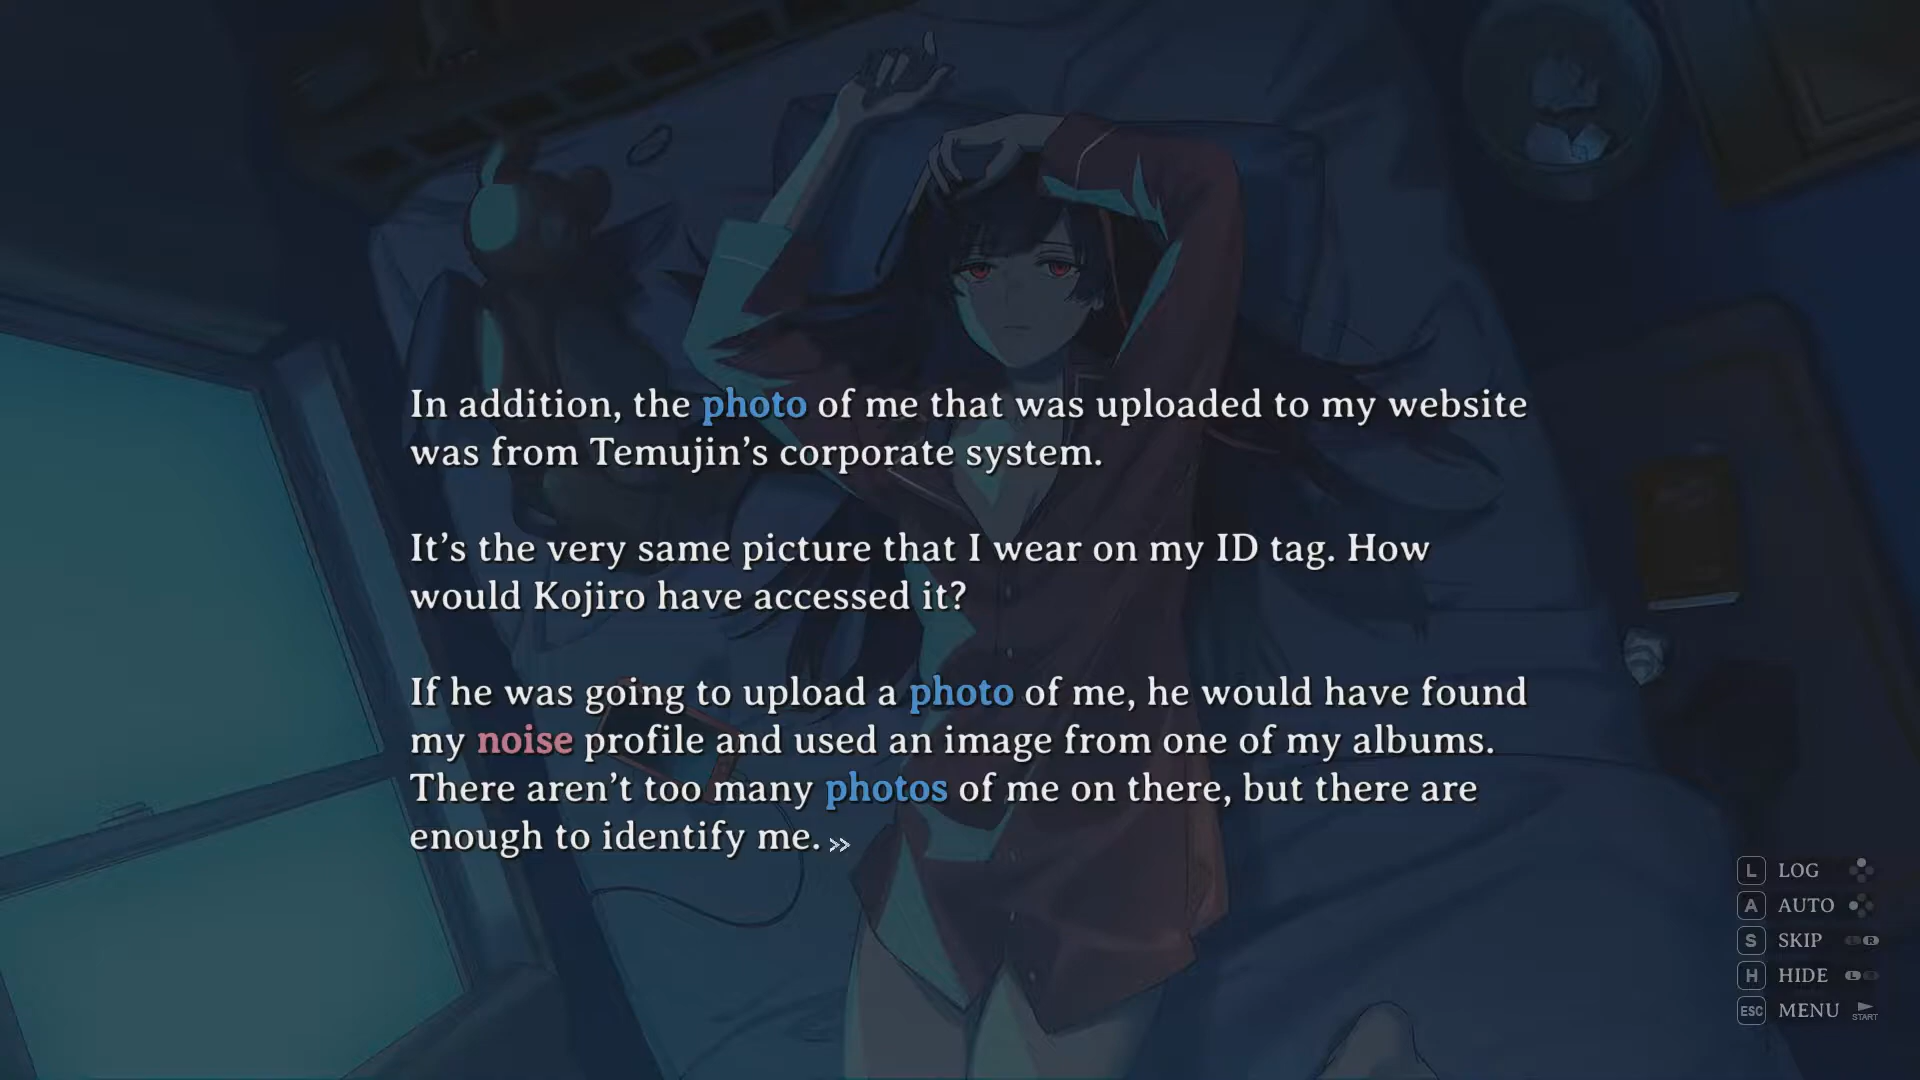 In addition, the photo of me that was uploaded to my website
was from Temujin’s corporate system.
It’s the very same picture that I wear on my ID tag. How
would Kojiro have accessed it?
If he was going to upload a photo of me, he would have found
my noise profile and used an image from one of my albums.
There aren’t too many photos of me on there, but there are
enough to identify me. »
L LOG
A AUTO
S SKIP L R
H HIDE L R
ESC MENU START